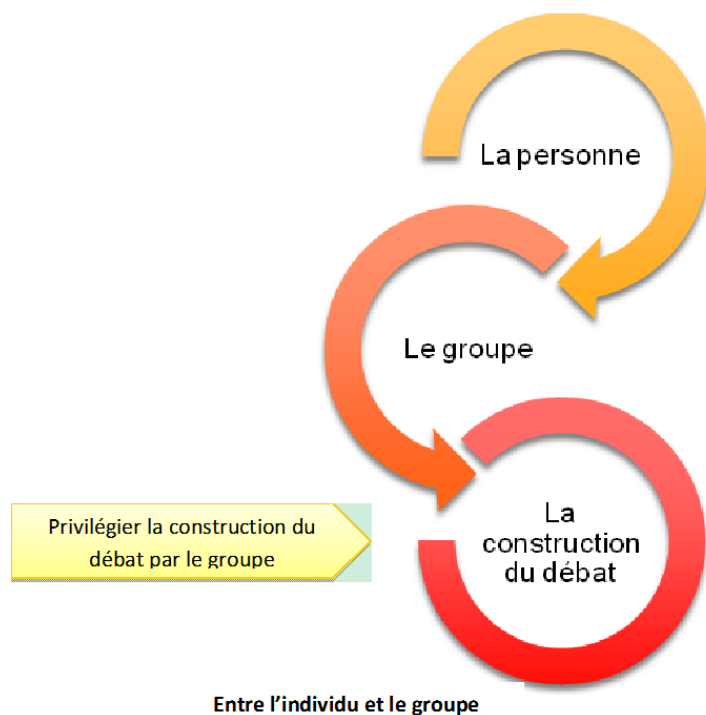 La personne
Le groupe
Privilégier la construction du
débat par le groupe
La
construction
du débat
Entre l’individu et le groupe